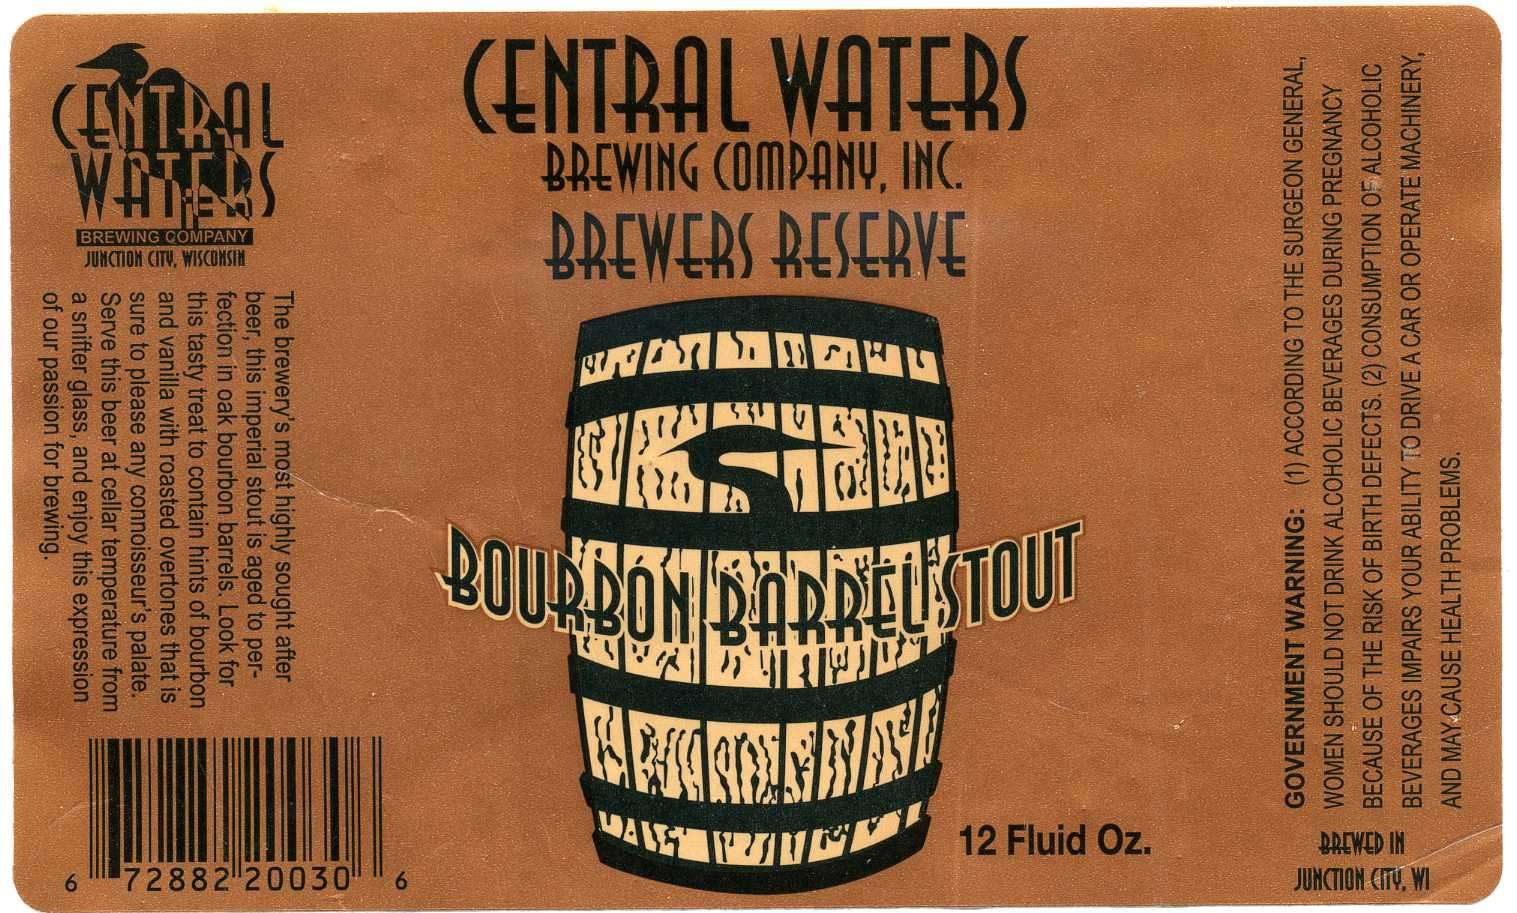 CENTRAL
WATERS
BREWING COMPANY
JUNCTION CITY, WISCONSIN
The brewery's most highly sought after
beer, this imperial stout is aged to per-
fection in oak bourbon barrels. Look for
this tasty treat to contain hints of bourbon
and vanilla with roasted overtones that is
sure to please any connoisseur's palate.
Serve this beer at cellar temperature from
a snifter glass, and enjoy this expression
of our passion for brewing.
6 72882 20030 6
CENTRAL WATERS
BREWING COMPANY, INC.
BREWERS RESERVE
BOURBON BARREL STOUT
12 Fluid Oz.
GOVERNMENT WARNING: (1) ACCORDING TO THE SURGEON GENERAL,
WOMEN SHOULD NOT DRINK ALCOHOLIC BEVERAGES DURING PREGNANCY
BECAUSE OF THE RISK OF BIRTH DEFECTS. (2) CONSUMPTION OF ALCOHOLIC
BEVERAGES IMPAIRS YOUR ABILITY TO DRIVE A CAR OR OPERATE MACHINERY,
AND MAY CAUSE HEALTH PROBLEMS.
BREWED IN
JUNCTION CITY, WI